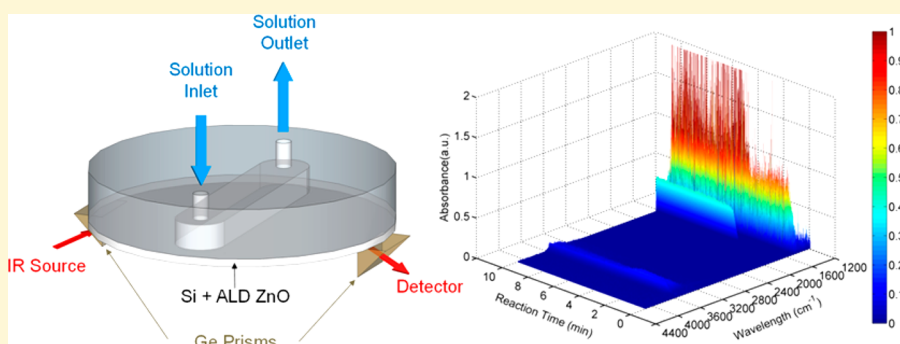 Solution
Outlet
Solution
Inlet
IR Source
Detector
Si + ALD ZnO
Ge Prisms
Absorbance(a.u.)
2
1.5
1
0.5
0
10
8
6
4
2
0
Reaction Time (min)
4400
4000
3600
3200
2800
2400
2000
1600
1200
Wavelength (cm⁻¹)
1
0.9
0.8
0.7
0.6
0.5
0.4
0.3
0.2
0.1
0